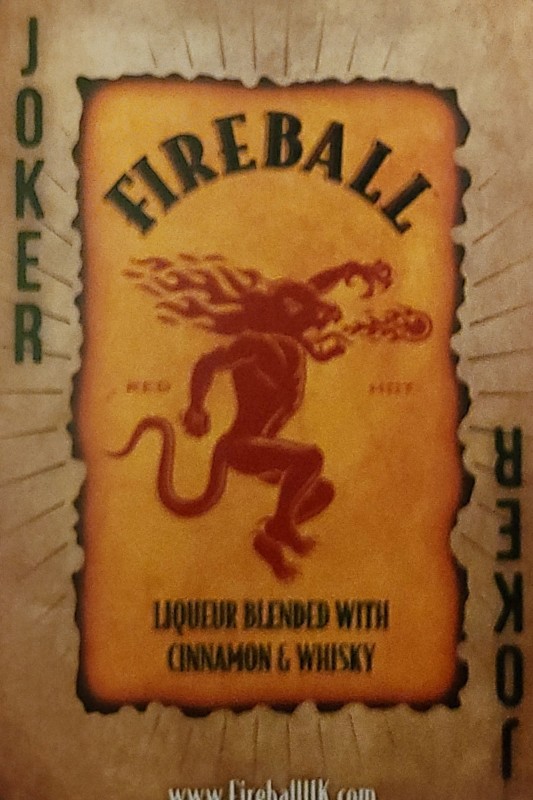 JOKER
FIREBALL
RED HOT
LIQUEUR BLENDED WITH
CINNAMON & WHISKY
JOKER
www.FireballUK.com